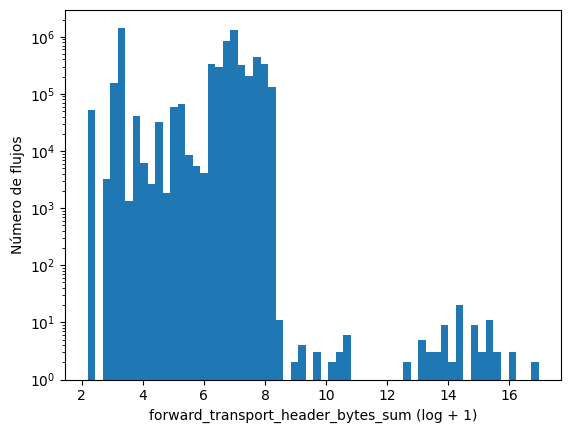 10⁶
10⁵
10⁴
10³
10²
10¹
10⁰
Número de flujos
2 4 6 8 10 12 14 16
forward_transport_header_bytes_sum (log + 1)